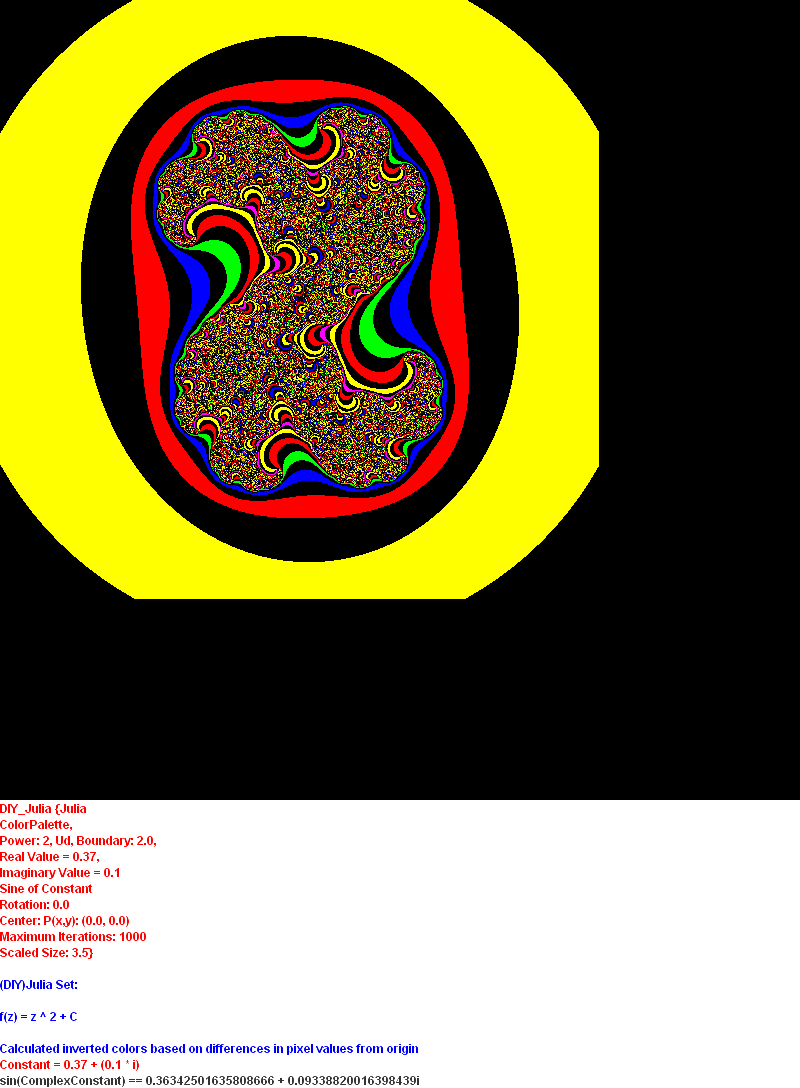 DIY_Julia {Julia
ColorPalette,
Power: 2, Ud, Boundary: 2.0,
Real Value = 0.37,
Imaginary Value = 0.1
Sine of Constant
Rotation: 0.0
Center: P(x,y): (0.0, 0.0)
Maximum Iterations: 1000
Scaled Size: 3.5}
(DIY)Julia Set:
f(z) = z ^ 2 + C
Calculated inverted colors based on differences in pixel values from origin
Constant = 0.37 + (0.1 * i)
sin(ComplexConstant) == 0.36342501635808666 + 0.09338820016398439i